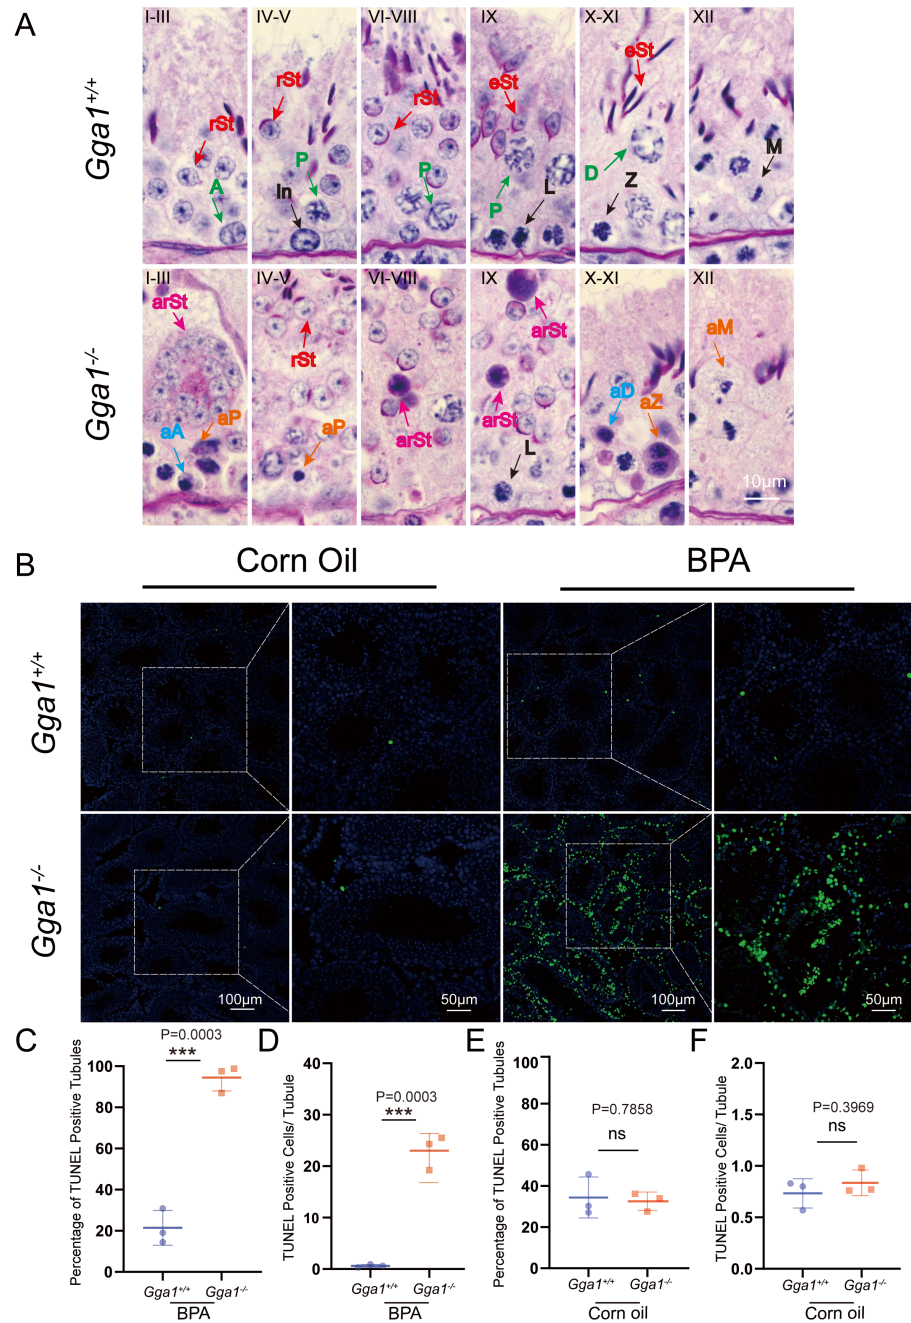 A
Gga1+/+
I-III
IV-V
VI-VIII
IX
X-XI
XII
rSt
A
rSt
P
In
rSt
P
eSt
P
L
eSt
D
Z
M
Gga1-/-
I-III
IV-V
VI-VIII
IX
X-XI
XII
arSt
aP
aA
rSt
aP
arSt
arSt
arSt
L
aD
aZ
aM
10μm
B
Corn Oil
BPA
Gga1+/+
Gga1-/-
100μm
50μm
100μm
50μm
C
Percentage of TUNEL Positive Tubules
P=0.0003
***
100
80
60
40
20
0
Gga1+/+
Gga1-/-
BPA
D
TUNEL Positive Cells/ Tubule
P=0.0003
***
40
30
20
10
0
Gga1+/+
Gga1-/-
BPA
E
Percentage of TUNEL Positive Tubules
P=0.7858
ns
100
80
60
40
20
0
Gga1+/+
Gga1-/-
Corn oil
F
TUNEL Positive Cells/ Tubule
P=0.3969
ns
2.0
1.5
1.0
0.5
0.0
Gga1+/+
Gga1-/-
Corn oil